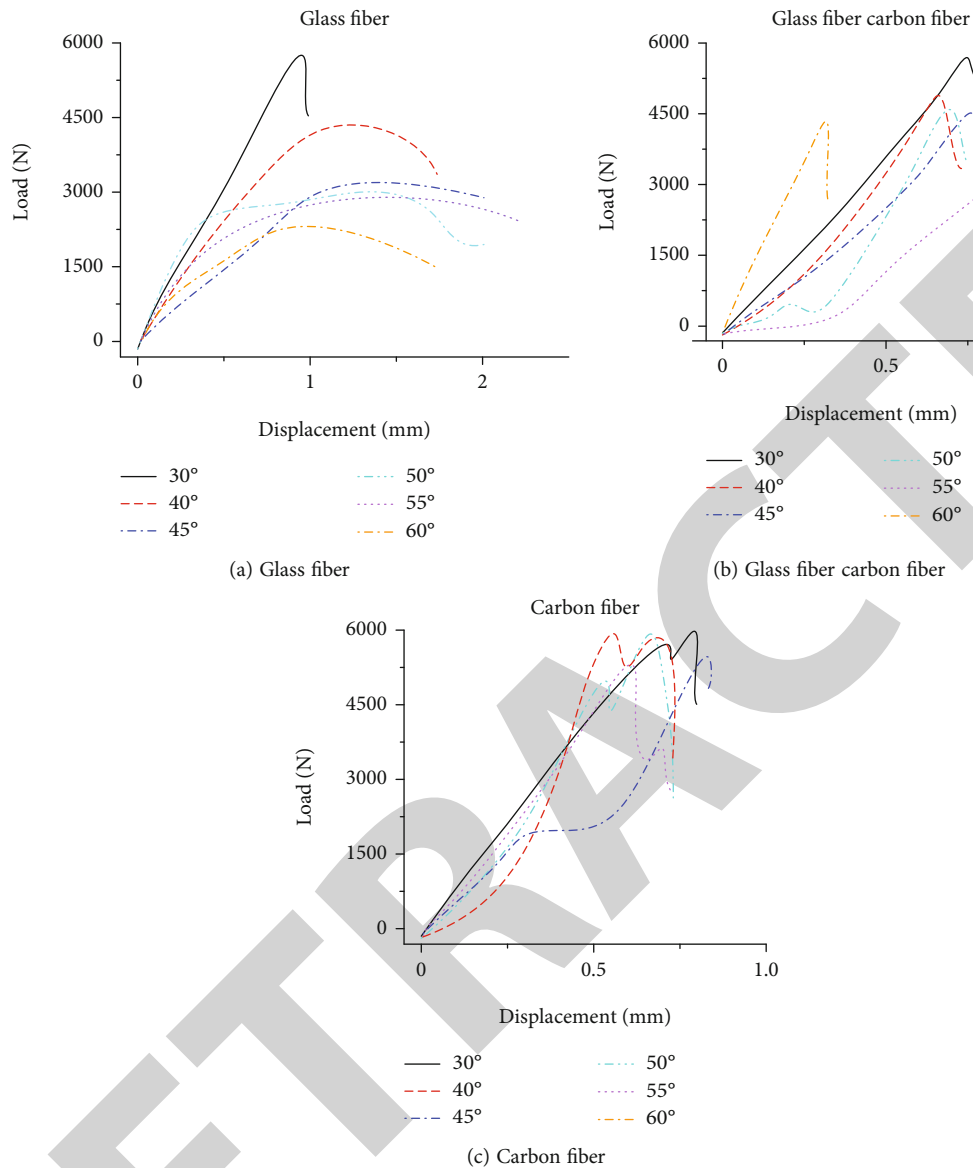 Glass fiber
6000
4500
3000
1500
0
Load (N)
0 1 2
Displacement (mm)
30° 50°
40° 55°
45° 60°
(a) Glass fiber
Glass fiber carbon fiber
6000
4500
3000
1500
0
Load (N)
0 0.5
Displacement (mm)
30° 50°
40° 55°
45° 60°
(b) Glass fiber carbon fiber
Carbon fiber
6000
4500
3000
1500
0
Load (N)
0 0.5 1.0
Displacement (mm)
30° 50°
40° 55°
45° 60°
(c) Carbon fiber
ETRACTE